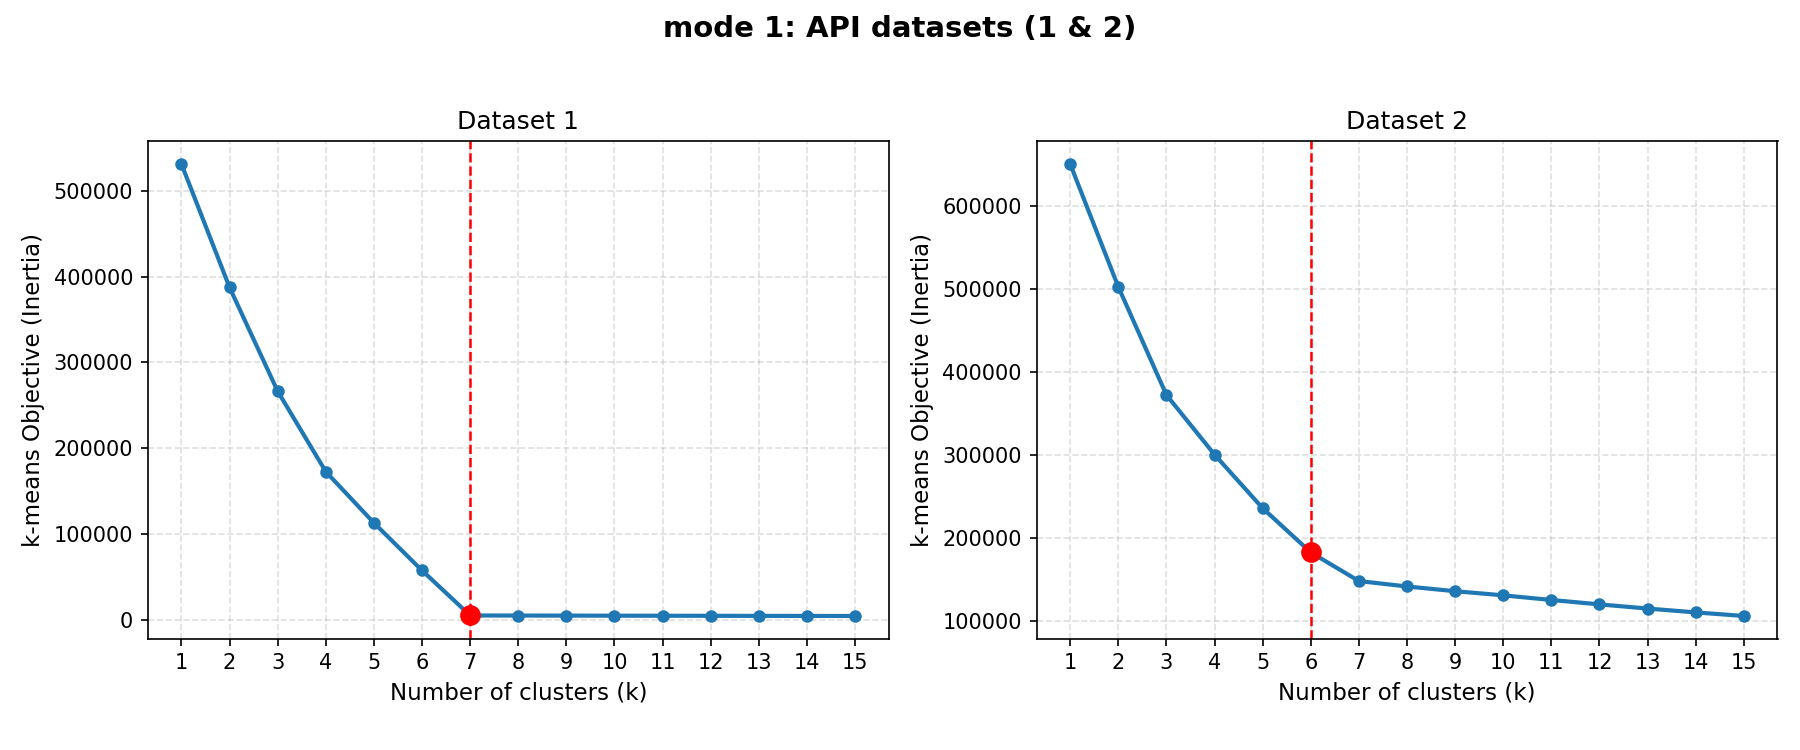 mode 1: API datasets (1 & 2)
Dataset 1
k-means Objective (Inertia)
500000
400000
300000
200000
100000
0
1 2 3 4 5 6 7 8 9 10 11 12 13 14 15
Number of clusters (k)
Dataset 2
k-means Objective (Inertia)
600000
500000
400000
300000
200000
100000
1 2 3 4 5 6 7 8 9 10 11 12 13 14 15
Number of clusters (k)